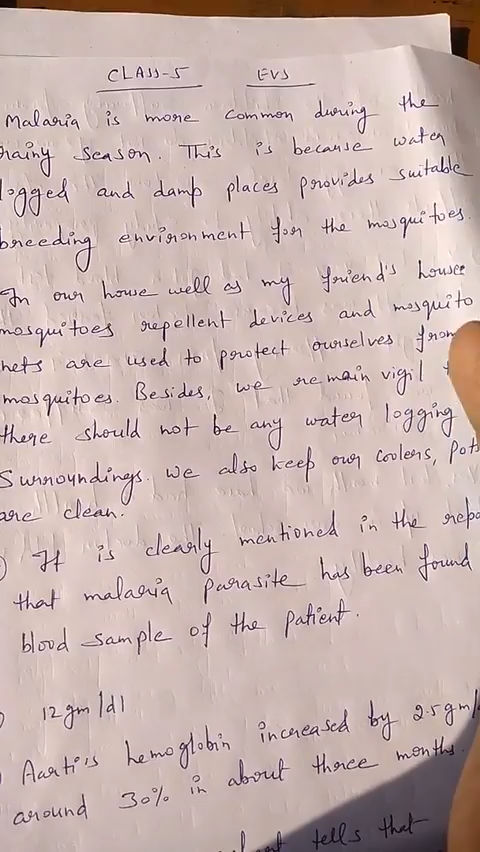 CLASS-5 EVS
Malaria is more common during the
rainy season. This is because water
logged and damp places provides suitable
breeding environment for the mosquitoes.
In our house well as my friend's house
mosquitoes repellent devices and mosquito
nets are used to protect ourselves from
mosquitoes. Besides, we remain vigil
there should not be any water logging
surroundings. we also keep our coolers, Pots
are clean.
It is clearly mentioned in the repo
that malaria parasite has been found
blood sample of the patient.
12gm/dl
Aarti's hemoglobin increased by 2.5gm/
around 30% in about three months.
tells that